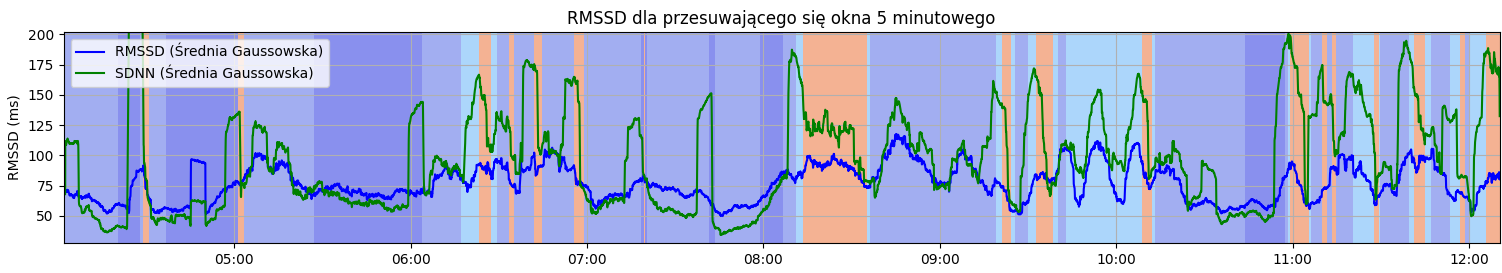 RMSSD dla przesuwającego się okna 5 minutowego
RMSSD (ms)
200
175
150
125
100
75
50
RMSSD (Średnia Gaussowska)
SDNN (Średnia Gaussowska)
05:00 06:00 07:00 08:00 09:00 10:00 11:00 12:00